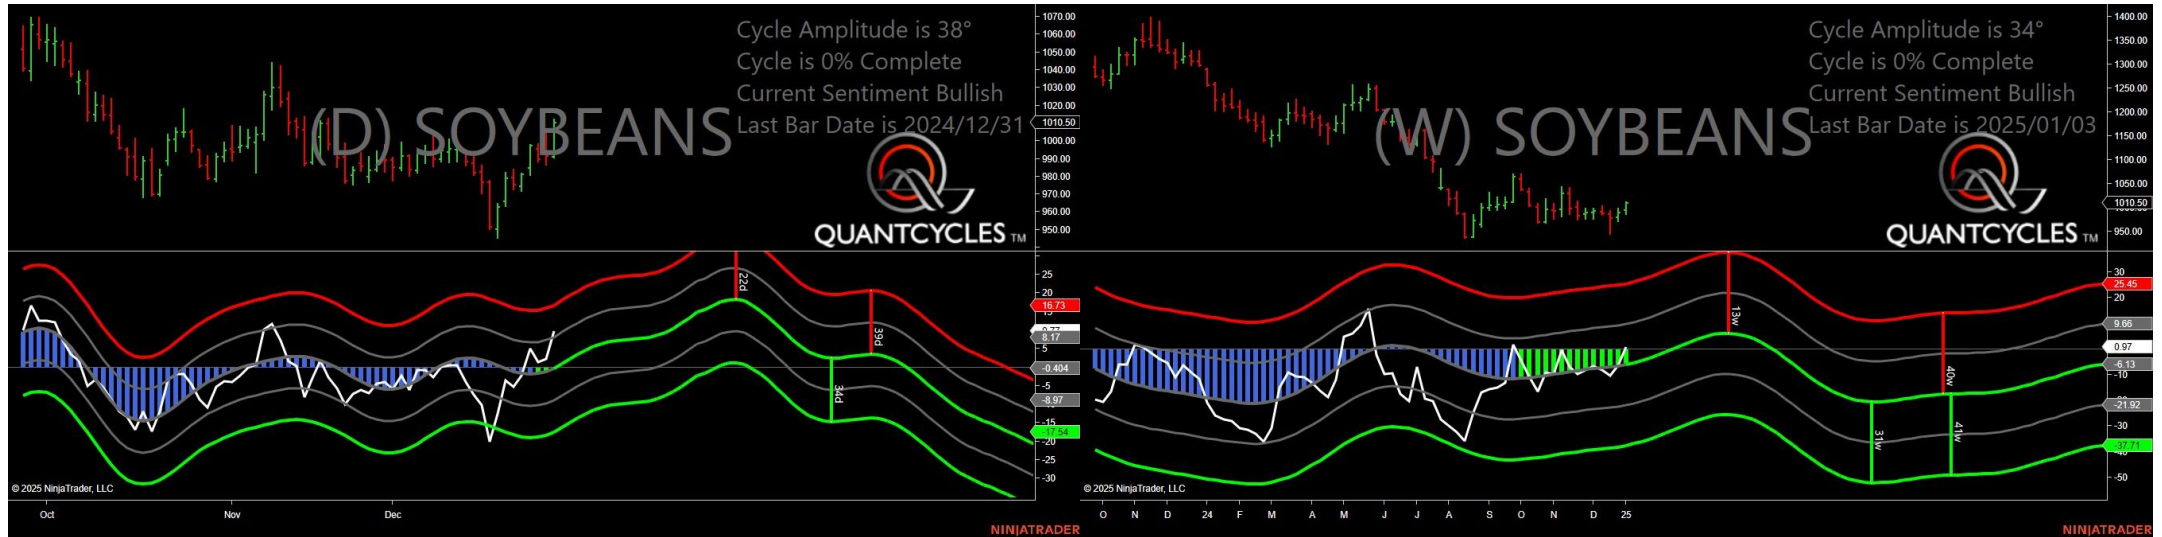 Cycle Amplitude is 38°
Cycle is 0% Complete
Current Sentiment Bullish
Last Bar Date is 2024/12/31
(D) SOYBEANS
QUANTCYCLES TM
1070.00
1060.00
1050.00
1040.00
1030.00
1020.00
1010.50
1000.00
990.00
980.00
970.00
960.00
950.00
22d
39d
34d
25
20
16.73
8.17
5
-0.404
-5
-8.97
-15
-17.54
-20
-25
-30
© 2025 NinjaTrader, LLC
Oct
Nov
Dec
NINJATRADER
Cycle Amplitude is 34°
Cycle is 0% Complete
Current Sentiment Bullish
Last Bar Date is 2025/01/03
(W) SOYBEANS
QUANTCYCLES TM
1400.00
1350.00
1300.00
1250.00
1200.00
1150.00
1100.00
1050.00
1010.50
950.00
13w
40w
31w
41w
30
25.45
20
9.66
0.97
-6.13
-10
-21.92
-30
-37.71
-50
© 2025 NinjaTrader, LLC
O N D 24 F M A M J J A S O N D 25
NINJATRADER